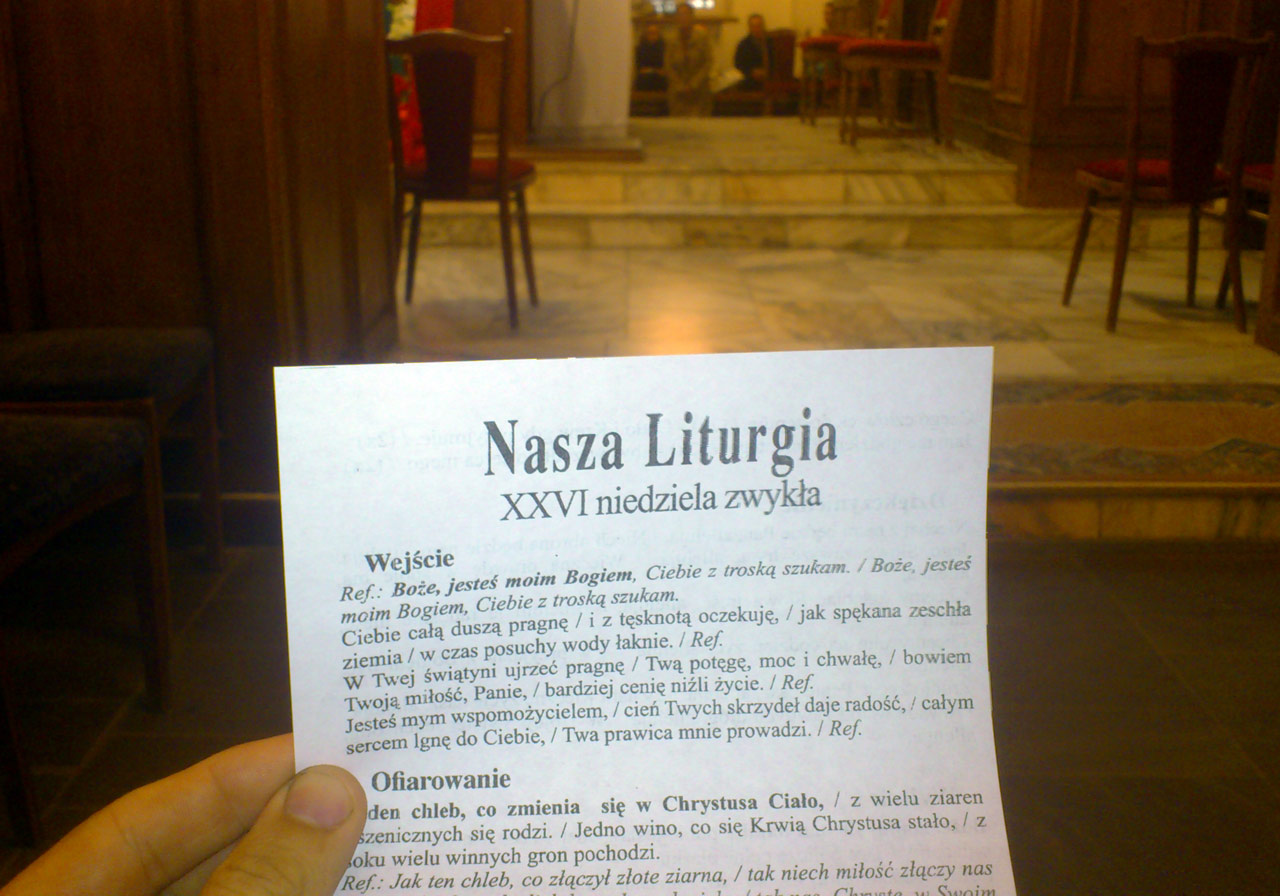 Nasza Liturgia
XXVI niedziela zwykła
Wejście
Ref.: Boże, jesteś moim Bogiem, Ciebie z troską szukam. / Boże, jesteś
moim Bogiem, Ciebie z troską szukam.
Ciebie całą duszą pragnę / i z tęsknotą oczekuję, / jak spękana zeschła
ziemia / w czas posuchy wody łaknie. / Ref.
W Twej świątyni ujrzeć pragnę / Twą potęgę, moc i chwałę, / bowiem
Twoją miłość, Panie, / bardziej cenię niźli życie. / Ref.
Jesteś mym wspomożycielem, / cień Twych skrzydeł daje radość, / całym
sercem lgnę do Ciebie, / Twa prawica mnie prowadzi. / Ref.
Ofiarowanie
den chleb, co zmienia się w Chrystusa Ciało, / z wielu ziaren
szenicznych się rodzi. / Jedno wino, co się Krwią Chrystusa stało, / z
oku wielu winnych gron pochodzi.
Ref.: Jak ten chleb, co złączył złote ziarna, / tak niech miłość złączy nas
Chryste, w Swoim